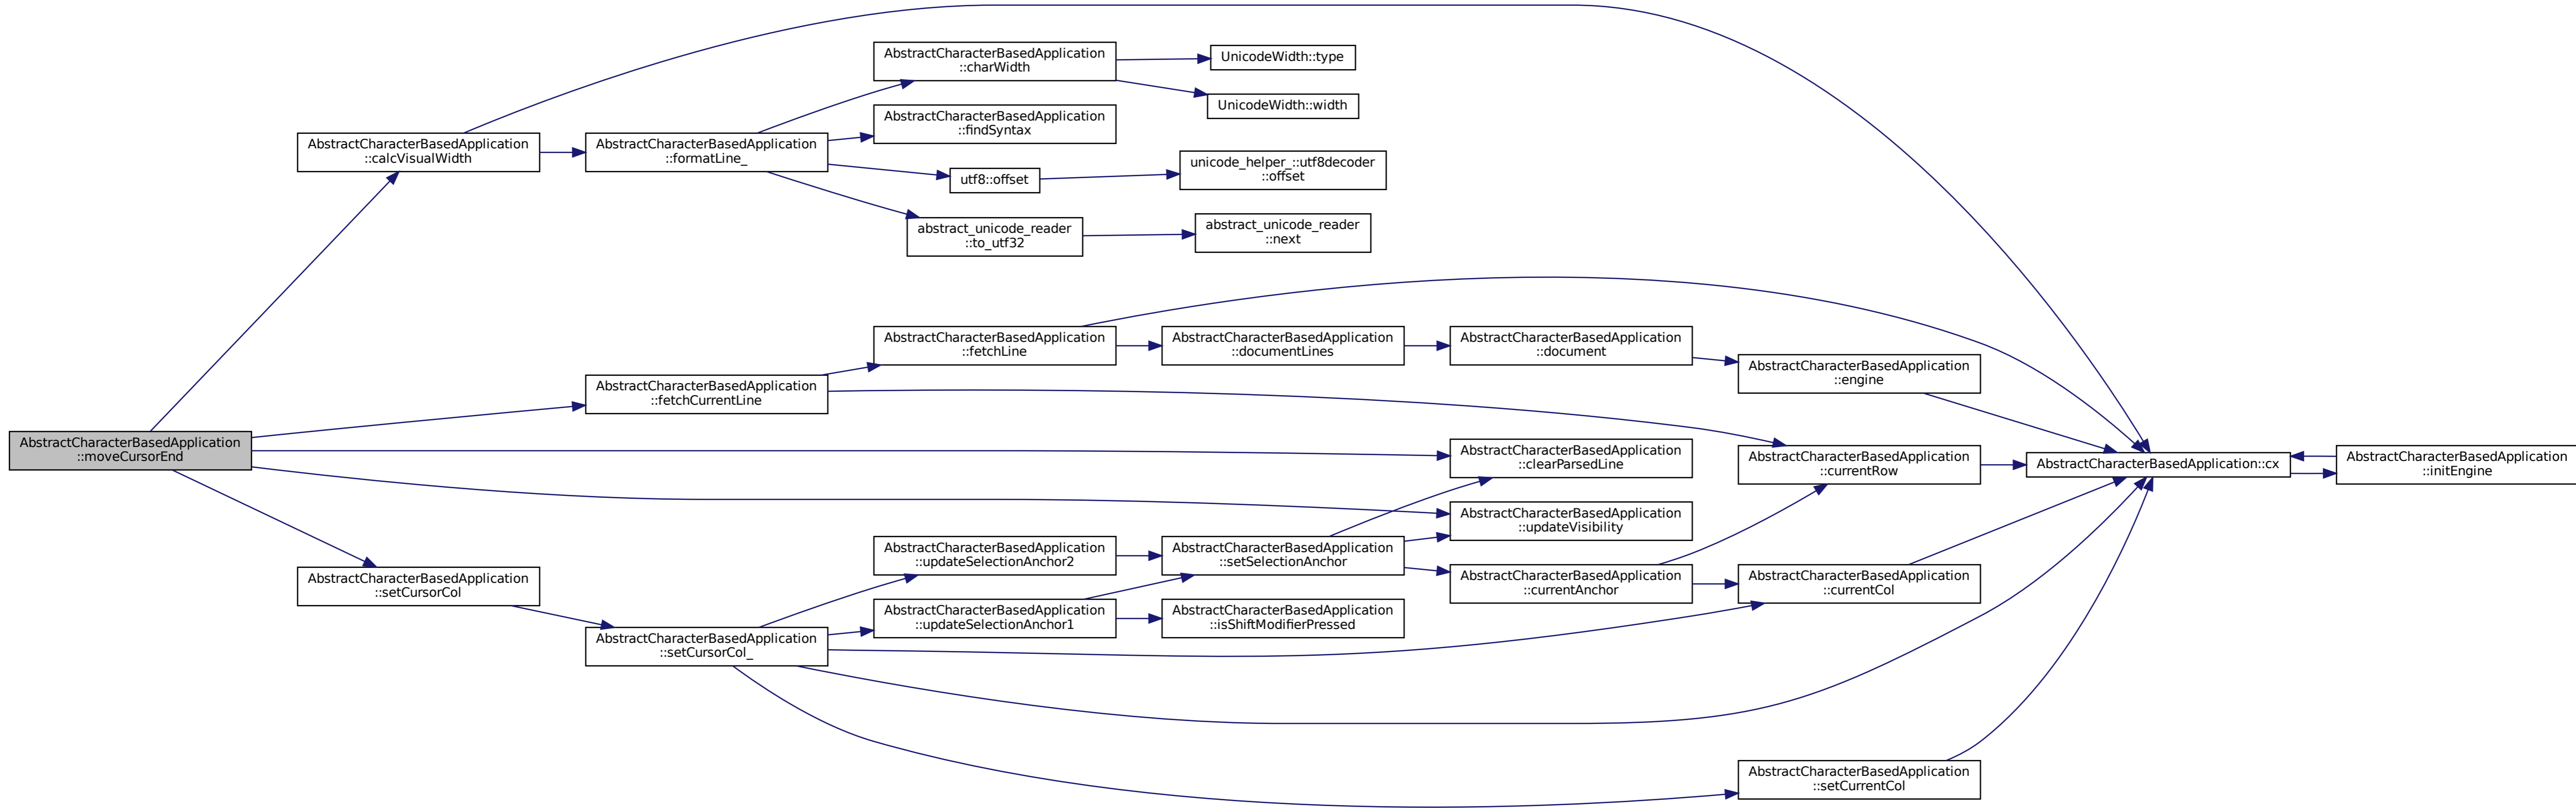 AbstractCharacterBasedApplication
::moveCursorEnd
AbstractCharacterBasedApplication
::calcVisualWidth
AbstractCharacterBasedApplication
::formatLine_
AbstractCharacterBasedApplication
::charWidth
UnicodeWidth::type
UnicodeWidth::width
AbstractCharacterBasedApplication
::findSyntax
utf8::offset
unicode_helper_::utf8decoder
::offset
abstract_unicode_reader
::to_utf32
abstract_unicode_reader
::next
AbstractCharacterBasedApplication
::fetchCurrentLine
AbstractCharacterBasedApplication
::fetchLine
AbstractCharacterBasedApplication
::documentLines
AbstractCharacterBasedApplication
::document
AbstractCharacterBasedApplication
::engine
AbstractCharacterBasedApplication
::clearParsedLine
AbstractCharacterBasedApplication
::currentRow
AbstractCharacterBasedApplication::cx
AbstractCharacterBasedApplication
::initEngine
AbstractCharacterBasedApplication
::updateVisibility
AbstractCharacterBasedApplication
::setCursorCol
AbstractCharacterBasedApplication
::setCursorCol_
AbstractCharacterBasedApplication
::updateSelectionAnchor2
AbstractCharacterBasedApplication
::setSelectionAnchor
AbstractCharacterBasedApplication
::currentAnchor
AbstractCharacterBasedApplication
::currentCol
AbstractCharacterBasedApplication
::updateSelectionAnchor1
AbstractCharacterBasedApplication
::isShiftModifierPressed
AbstractCharacterBasedApplication
::setCurrentCol